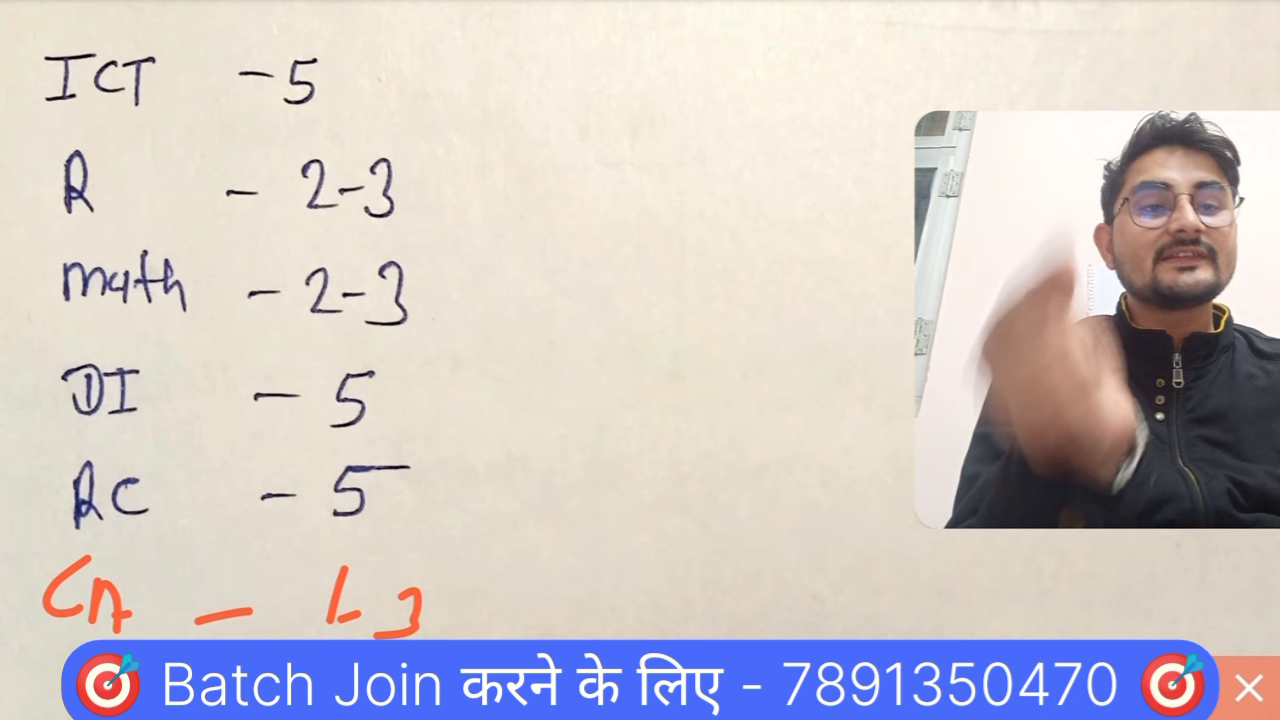 ICT - 5
R - 2-3
math - 2-3
DI - 5
RC - 5
CA - 1-3
🎯 Batch Join करने के लिए - 7891350470 🎯 ×